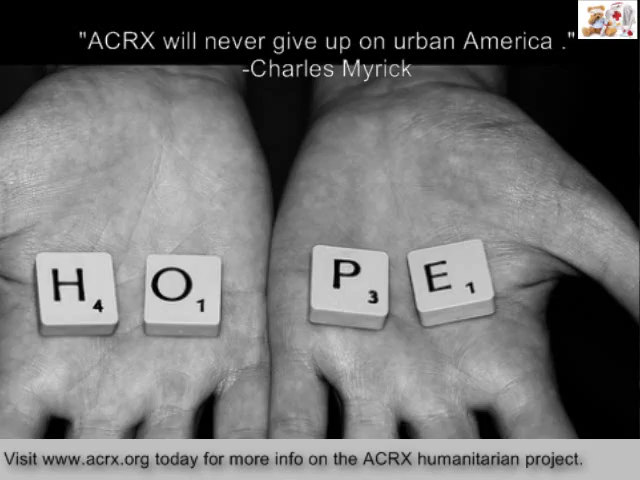 "ACRX will never give up on urban America ."
-Charles Myrick
H4 O1 P3 E1
Visit www.acrx.org today for more info on the ACRX humanitarian project.